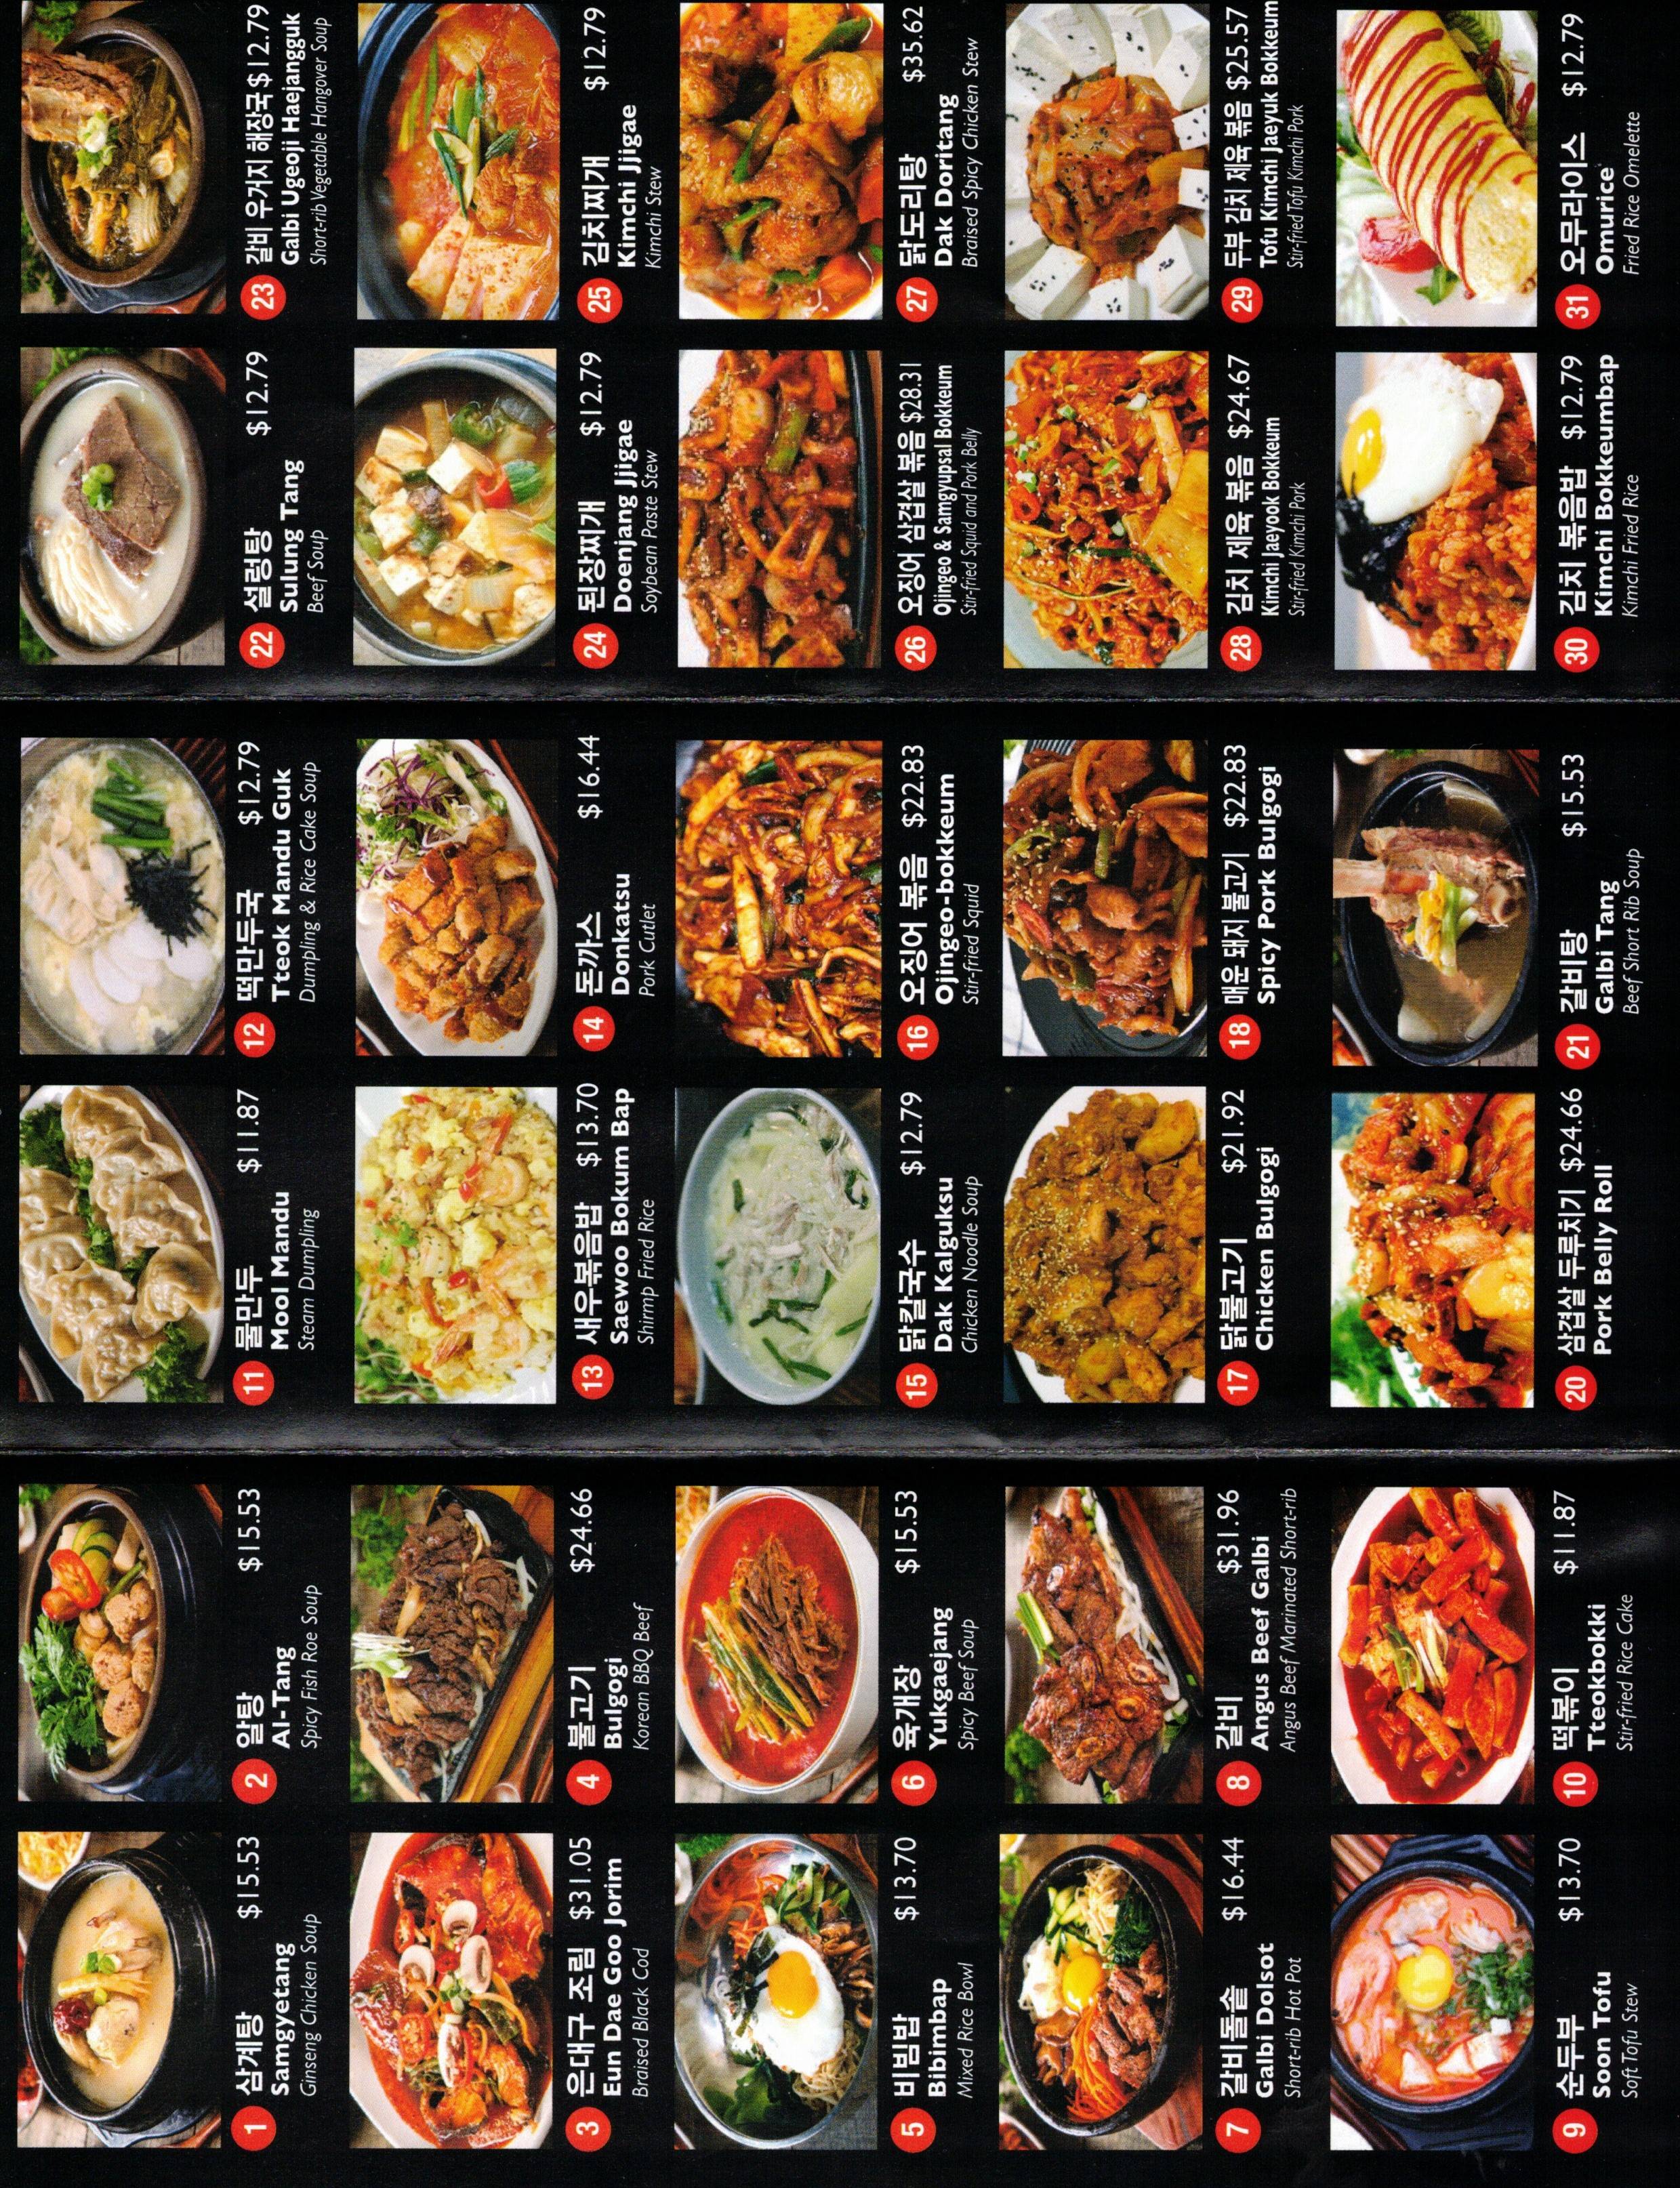 1 삼계탕 $15.53
Samgyetang
Ginseng Chicken Soup
2 알탕 $15.53
Al-Tang
Spicy Fish Roe Soup
3 은대구 조림 $31.05
Eun Dae Goo Jorim
Braised Black Cod
4 불고기 $24.66
Bulgogi
Korean BBQ Beef
5 비빔밥 $13.70
Bibimbap
Mixed Rice Bowl
6 육개장 $15.53
Yukgaejang
Spicy Beef Soup
7 갈비돌솥 $16.44
Galbi Dolsot
Short-rib Hot Pot
8 갈비 $31.96
Angus Beef Galbi
Angus Beef Marinated Short-rib
9 순두부 $13.70
Soon Tofu
Soft Tofu Stew
10 떡볶이 $11.87
Tteokbokki
Stir-fried Rice Cake
11 물만두 $11.87
Mool Mandu
Steam Dumpling
12 떡만두국 $12.79
Tteok Mandu Guk
Dumpling & Rice Cake Soup
13 새우볶음밥 $13.70
Saewoo Bokum Bap
Shirmp Fried Rice
14 돈까스 $16.44
Donkatsu
Pork Cutlet
15 닭칼국수 $12.79
Dak Kalguksu
Chicken Noodle Soup
16 오징어 볶음 $22.83
Ojingeo-bokkeum
Stir-fried Squid
17 닭불고기 $21.92
Chicken Bulgogi
18 매운 돼지 불고기 $22.83
Spicy Pork Bulgogi
20 삼겹살 두루치기 $24.66
Pork Belly Roll
21 갈비탕 $15.53
Galbi Tang
Beef Short Rib Soup
22 설렁탕 $12.79
Sulung Tang
Beef Soup
23 갈비 우거지 해장국 $12.79
Galbi Ugeoji Haejangguk
Short-rib Vegetable Hangover Soup
24 된장찌개 $12.79
Doenjang Jjigae
Soybean Paste Stew
25 김치찌개 $12.79
Kimchi Jjigae
Kimchi Stew
26 오징어 삼겹살 볶음 $28.31
Ojingeo & Samgyupsal Bokkeum
Stir-fried Squid and Pork Belly
27 닭도리탕 $35.62
Dak Doritang
Braised Spicy Chicken Stew
28 김치 제육 볶음 $24.67
Kimchi Jaeyook Bokkeum
Stir-fried Kimchi Pork
29 두부 김치 제육 볶음 $25.57
Tofu Kimchi Jaeyuk Bokkeum
Stir-fried Tofu Kimchi Pork
30 김치 볶음밥 $12.79
Kimchi Bokkeumbap
Kimchi Fried Rice
31 오무라이스 $12.79
Omurice
Fried Rice Omelette